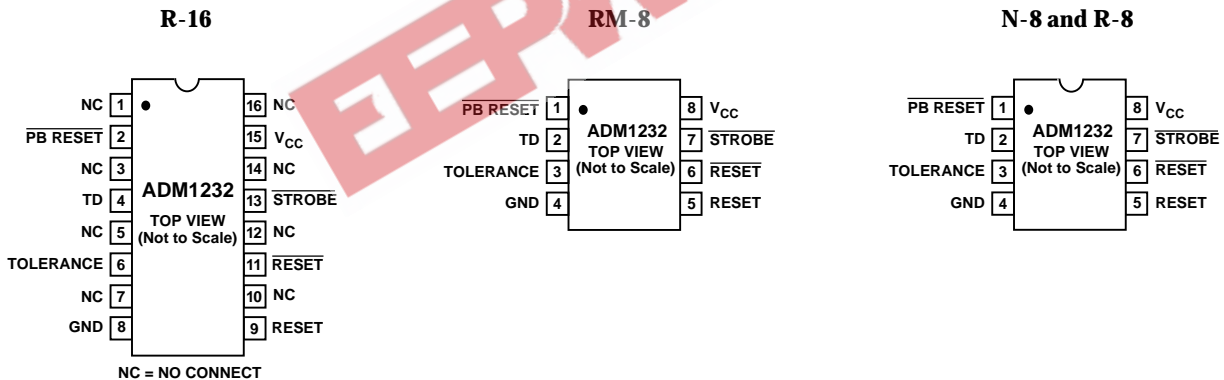 R-16
NC 1
PB RESET 2
NC 3
TD 4
NC 5
TOLERANCE 6
NC 7
GND 8
ADM1232
TOP VIEW
(Not to Scale)
16 NC
15 VCC
14 NC
13 STROBE
12 NC
11 RESET
10 NC
9 RESET
NC = NO CONNECT
RM-8
PB RESET 1
TD 2
TOLERANCE 3
GND 4
ADM1232
TOP VIEW
(Not to Scale)
8 VCC
7 STROBE
6 RESET
5 RESET
N-8 and R-8
PB RESET 1
TD 2
TOLERANCE 3
GND 4
ADM1232
TOP VIEW
(Not to Scale)
8 VCC
7 STROBE
6 RESET
5 RESET